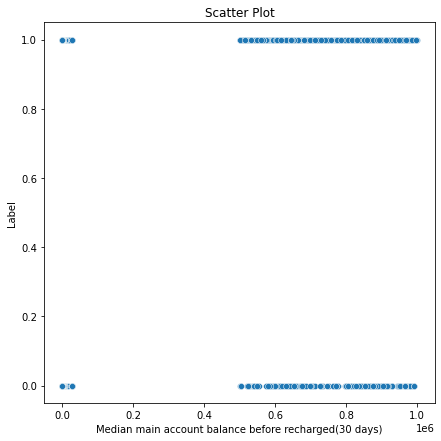 Scatter Plot
1.0
0.8
0.6
0.4
0.2
0.0
Label
0.0 0.2 0.4 0.6 0.8 1.0
1e6
Median main account balance before recharged(30 days)